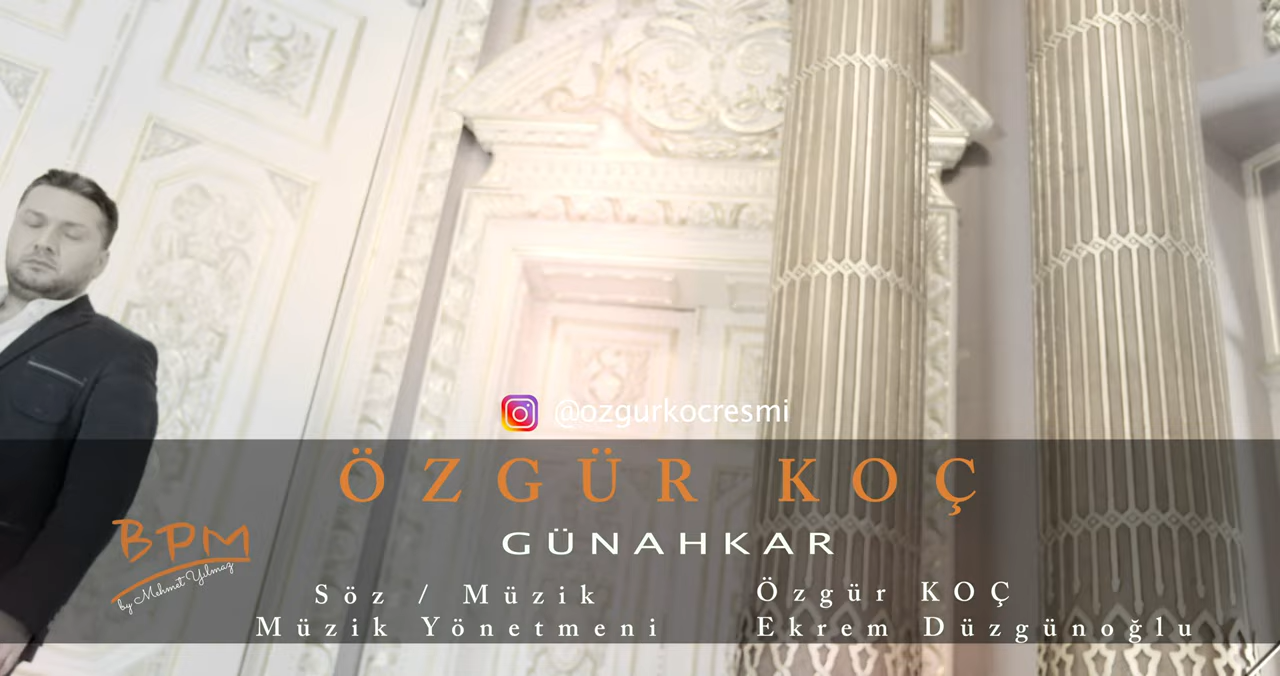 @ozgurkocresmi
ÖZGÜR KOÇ
GÜNAHKAR
BPM
by Mehmet Yılmaz
Söz / Müzik Özgür KOÇ
Müzik Yönetmeni Ekrem Düzgünoğlu